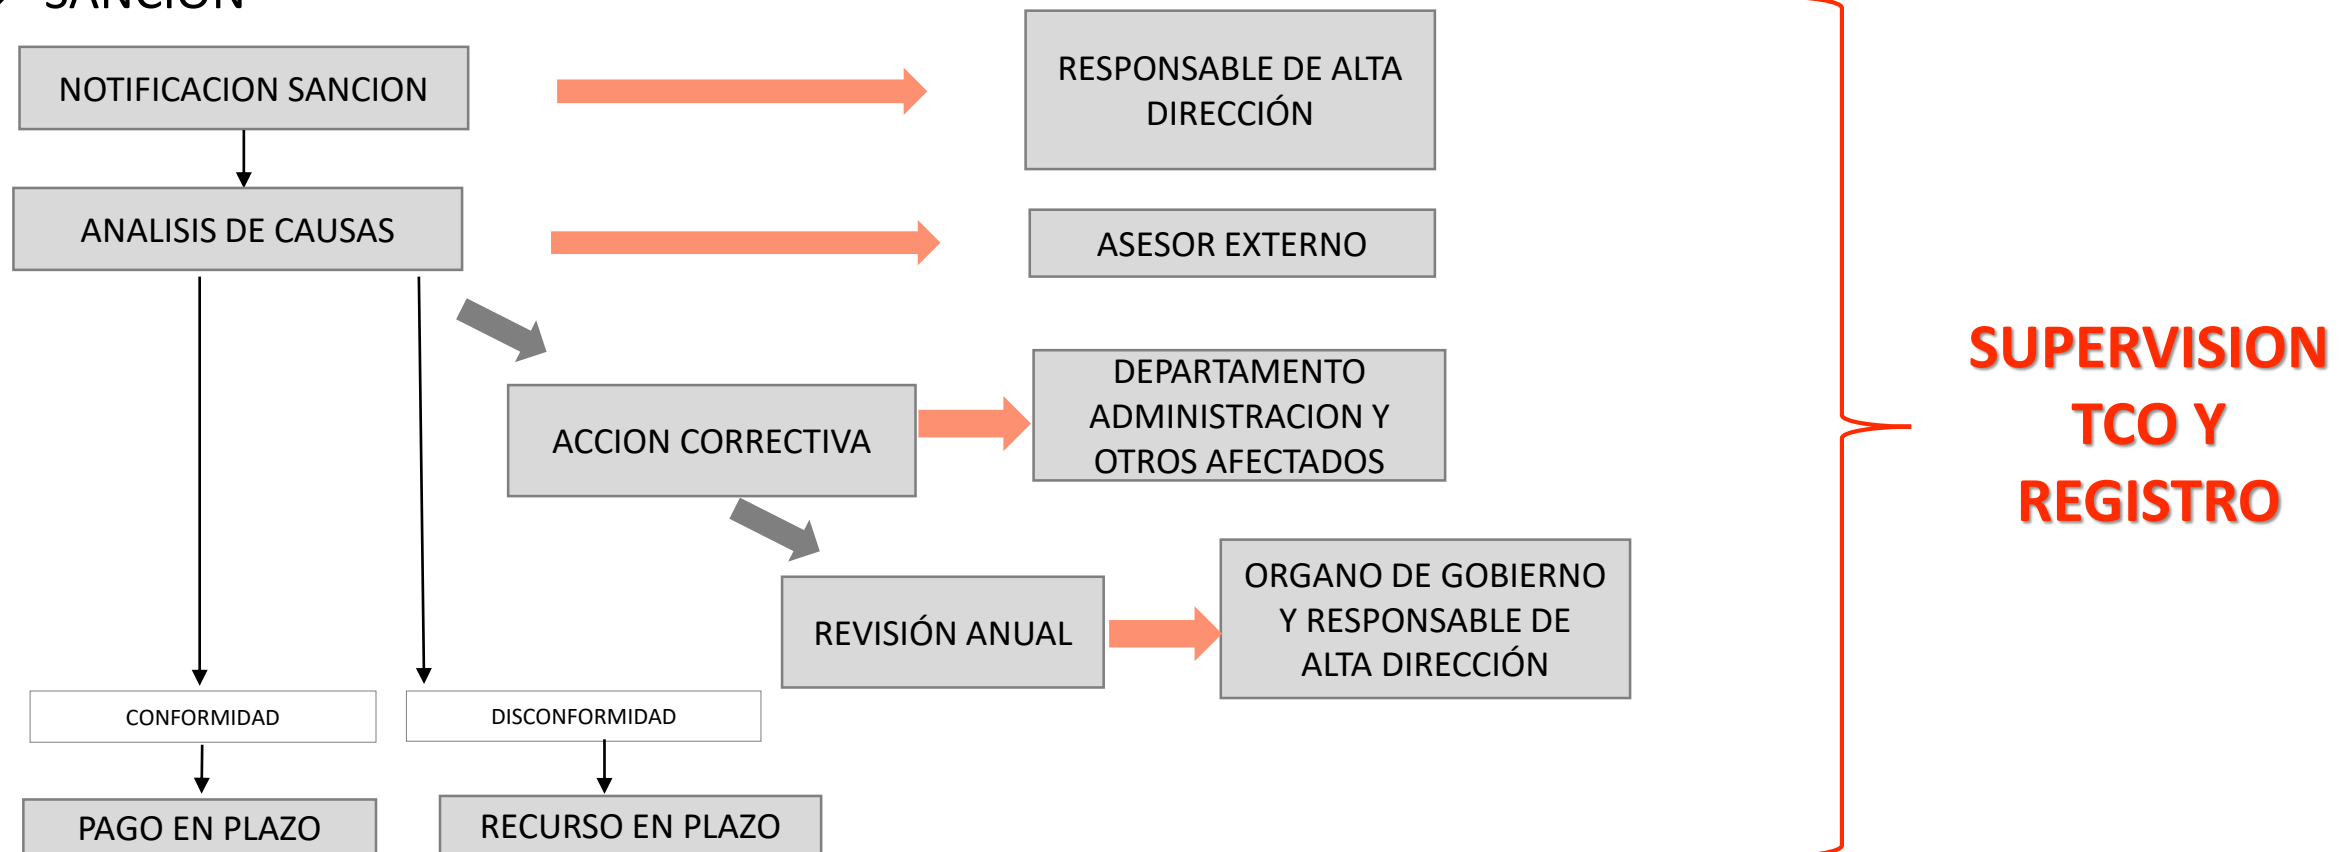 SANCION
NOTIFICACION SANCION
RESPONSABLE DE ALTA
DIRECCIÓN
ANALISIS DE CAUSAS
ASESOR EXTERNO
ACCION CORRECTIVA
DEPARTAMENTO
ADMINISTRACION Y
OTROS AFECTADOS
REVISIÓN ANUAL
ORGANO DE GOBIERNO
Y RESPONSABLE DE
ALTA DIRECCIÓN
CONFORMIDAD
DISCONFORMIDAD
PAGO EN PLAZO
RECURSO EN PLAZO
SUPERVISION
TCO Y
REGISTRO